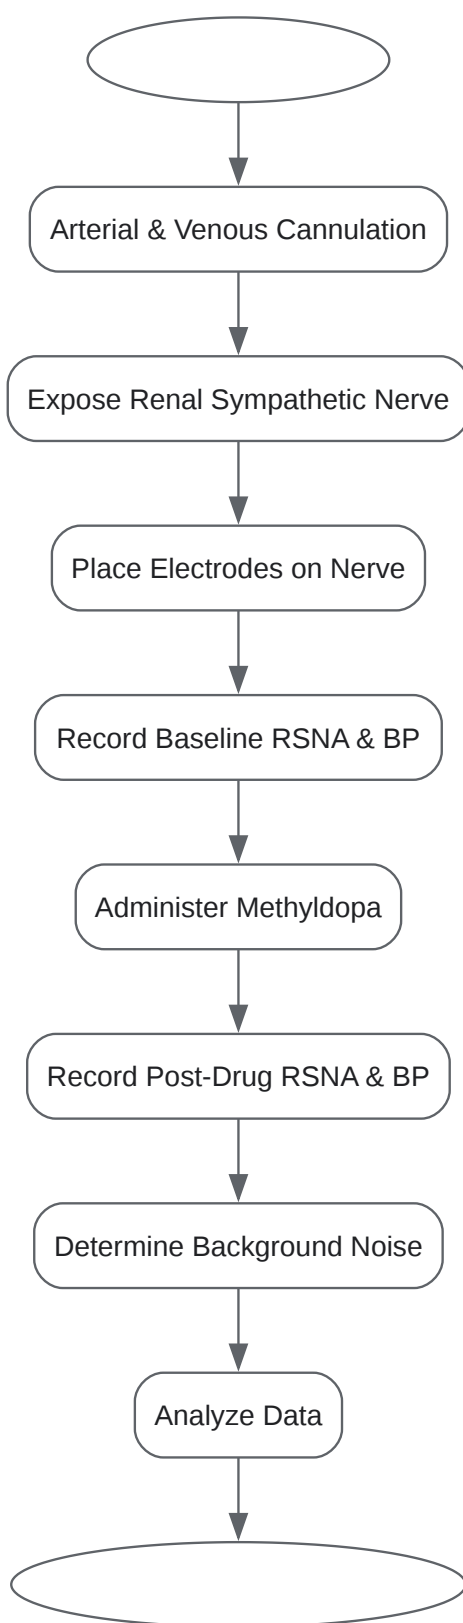 Arterial & Venous Cannulation
Expose Renal Sympathetic Nerve
Place Electrodes on Nerve
Record Baseline RSNA & BP
Administer Methyldopa
Record Post-Drug RSNA & BP
Determine Background Noise
Analyze Data